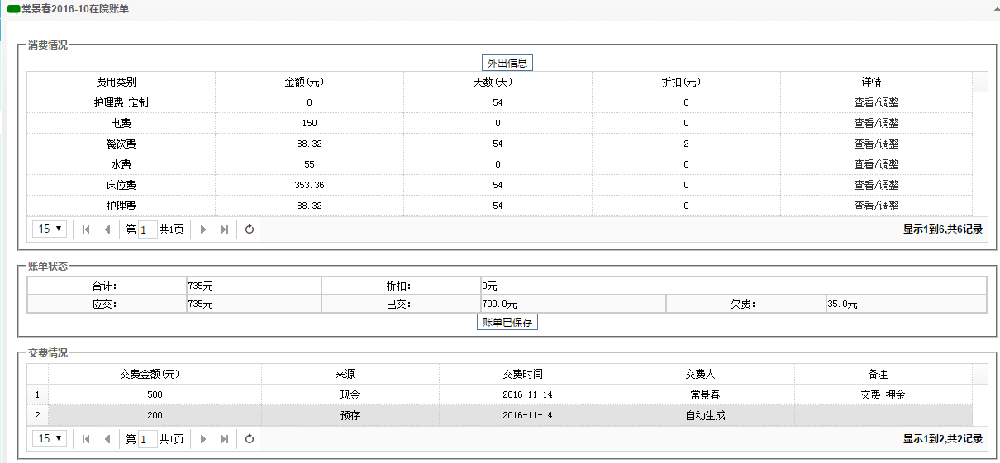 常景春2016-10在院账单
消费情况
外出信息
费用类别 金额(元) 天数(天) 折扣(元) 详情
护理费-定制 0 54 0 查看/调整
电费 150 0 0 查看/调整
餐饮费 88.32 54 2 查看/调整
水费 55 0 0 查看/调整
床位费 353.36 54 0 查看/调整
护理费 88.32 54 0 查看/调整
15 第 1 共1页 显示1到6,共6记录
账单状态
合计: 735元 折扣: 0元
应交: 735元 已交: 700.0元 欠费: 35.0元
账单已保存
交费情况
交费金额(元) 来源 交费时间 交费人 备注
1 500 现金 2016-11-14 常景春 交费-押金
2 200 预存 2016-11-14 自动生成
15 第 1 共1页 显示1到2,共2记录